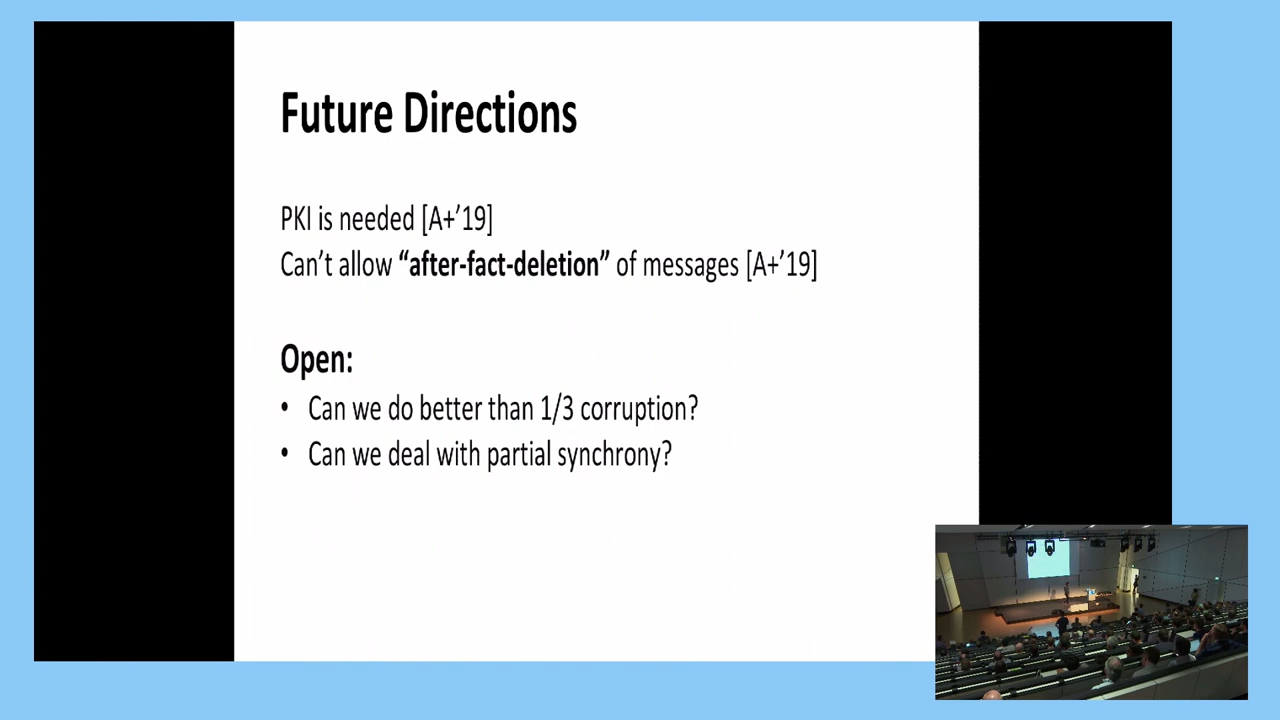 Future Directions
PKI is needed [A+’19]
Can’t allow “after-fact-deletion” of messages [A+’19]
Open:
• Can we do better than 1/3 corruption?
• Can we deal with partial synchrony?